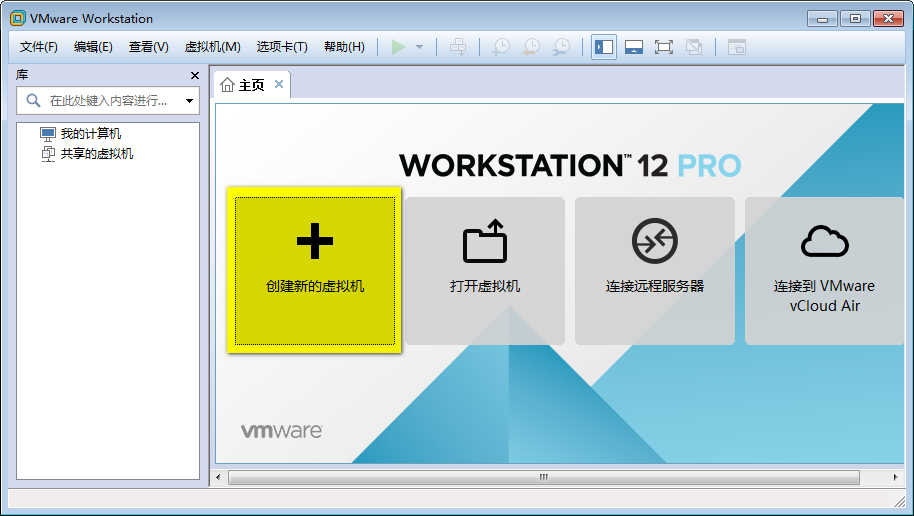 VMware Workstation
文件(F) 编辑(E) 查看(V) 虚拟机(M) 选项卡(T) 帮助(H)
库
在此处键入内容进行...
我的计算机
共享的虚拟机
主页
WORKSTATION™ 12 PRO
创建新的虚拟机
打开虚拟机
连接远程服务器
连接到 VMware
vCloud Air
vmware